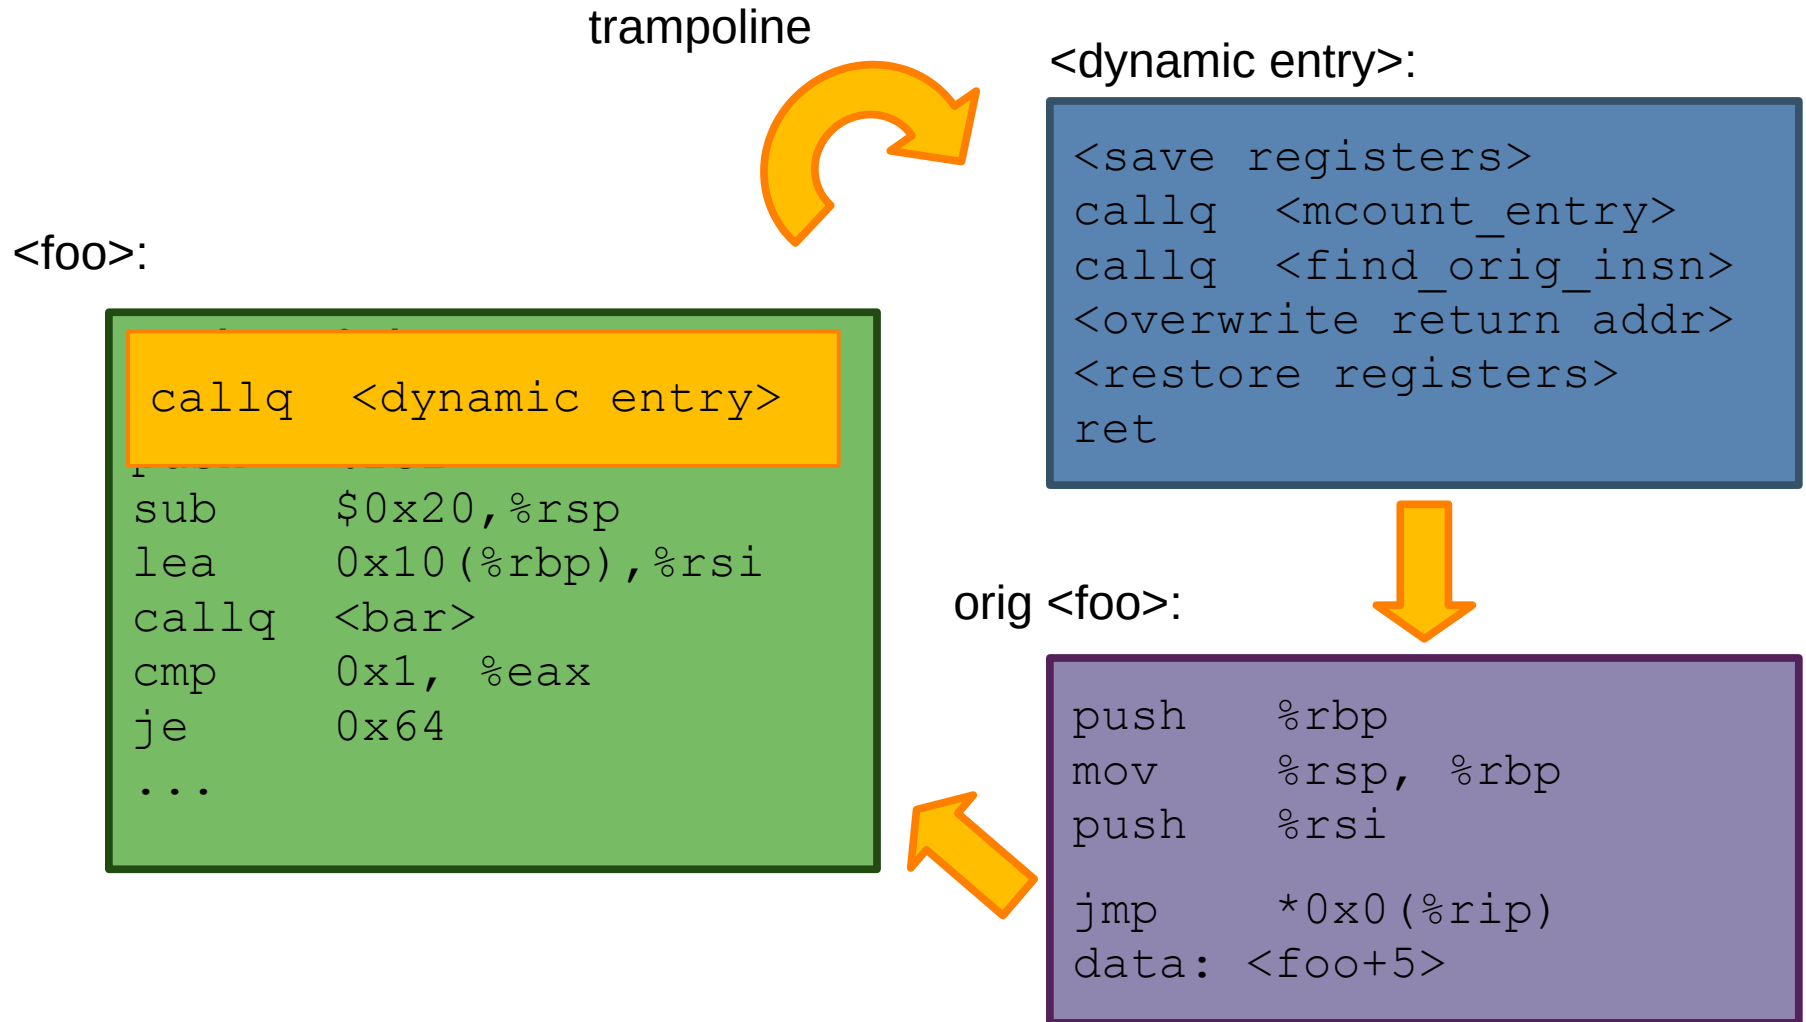 trampoline
<dynamic entry>:
<save registers>
callq <mcount_entry>
callq <find_orig_insn>
<overwrite return addr>
<restore registers>
ret
<foo>:
callq <dynamic entry>
sub $0x20,%rsp
lea 0x10(%rbp),%rsi
callq <bar>
cmp 0x1, %eax
je 0x64
...
orig <foo>:
push %rbp
mov %rsp, %rbp
push %rsi
jmp *0x0(%rip)
data: <foo+5>